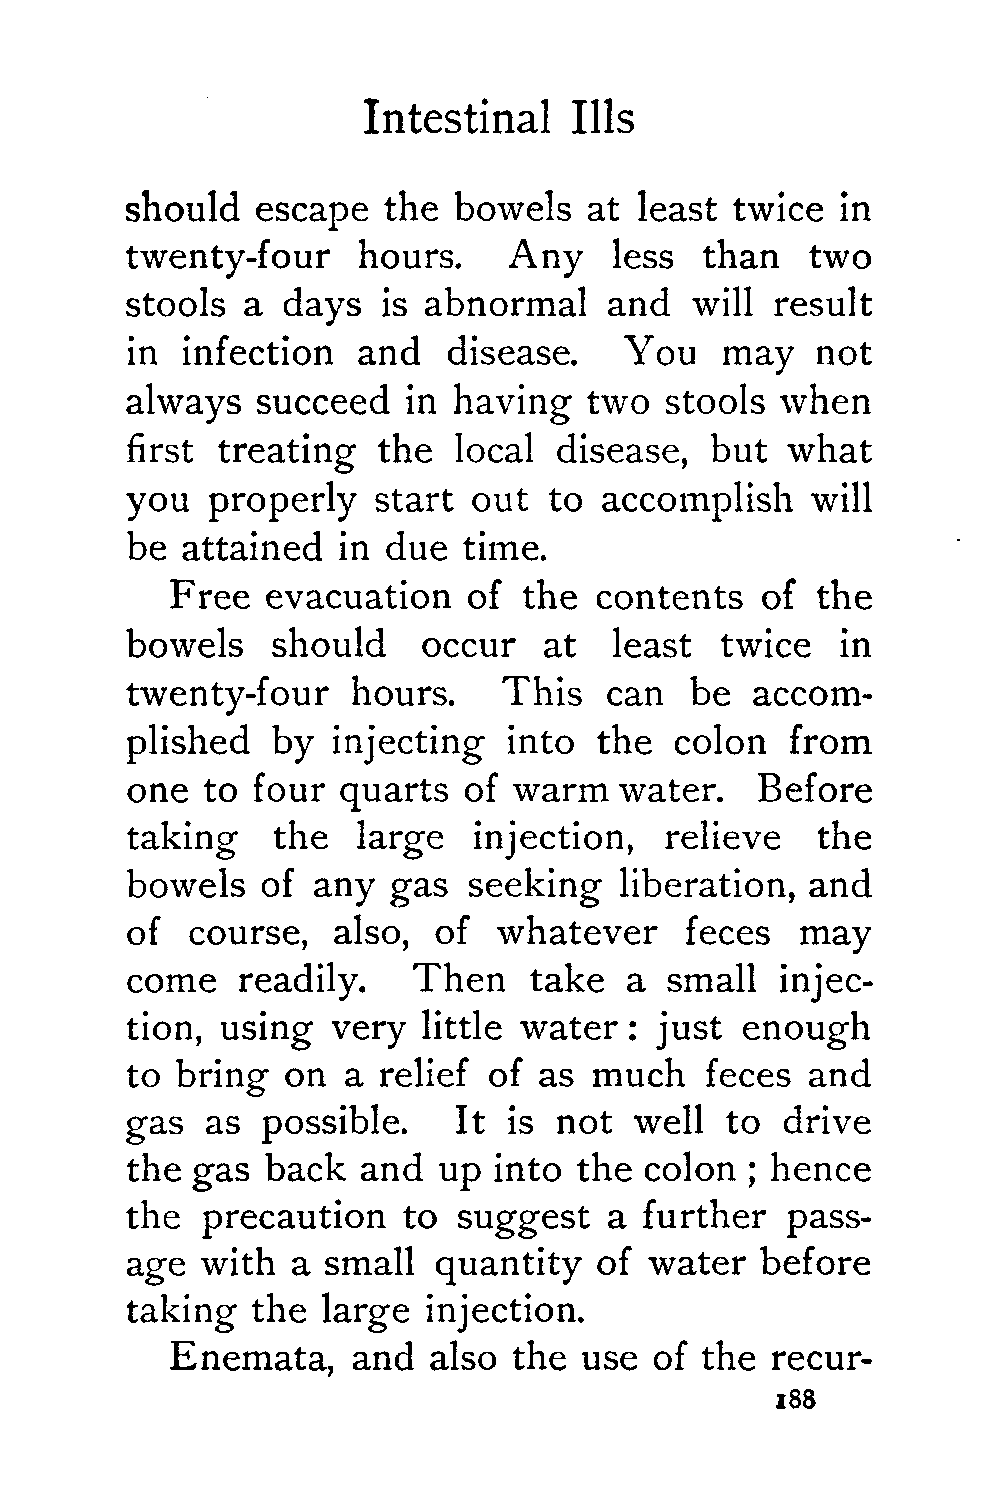 Intestinal Ills
should escape the bowels at least twice in
twenty-four hours. Any less than two
stools a days is abnormal and will result
in infection and disease. You may not
always succeed in having two stools when
first treating the local disease, but what
you properly start out to accomplish will
be attained in due time.
Free evacuation of the contents of the
bowels should occur at least twice in
twenty-four hours. This can be accom-
plished by injecting into the colon from
one to four quarts of warm water. Before
taking the large injection, relieve the
bowels of any gas seeking liberation, and
of course, also, of whatever feces may
come readily. Then take a small injec-
tion, using very little water : just enough
to bring on a relief of as much feces and
gas as possible. It is not well to drive
the gas back and up into the colon ; hence
the precaution to suggest a further pass-
age with a small quantity of water before
taking the large injection.
Enemata, and also the use of the recur-
188